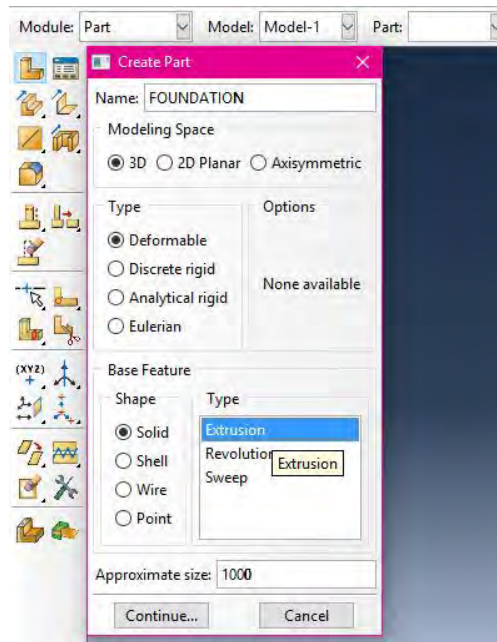 Module: Part Model: Model-1 Part:
Create Part
Name: FOUNDATION
Modeling Space
3D 2D Planar Axisymmetric
Type Options
Deformable
Discrete rigid
Analytical rigid
Eulerian
None available
Base Feature
Shape Type
Solid
Shell
Wire
Point
Extrusion
Revolution
Extrusion
Sweep
Approximate size: 1000
Continue... Cancel
(XYZ)